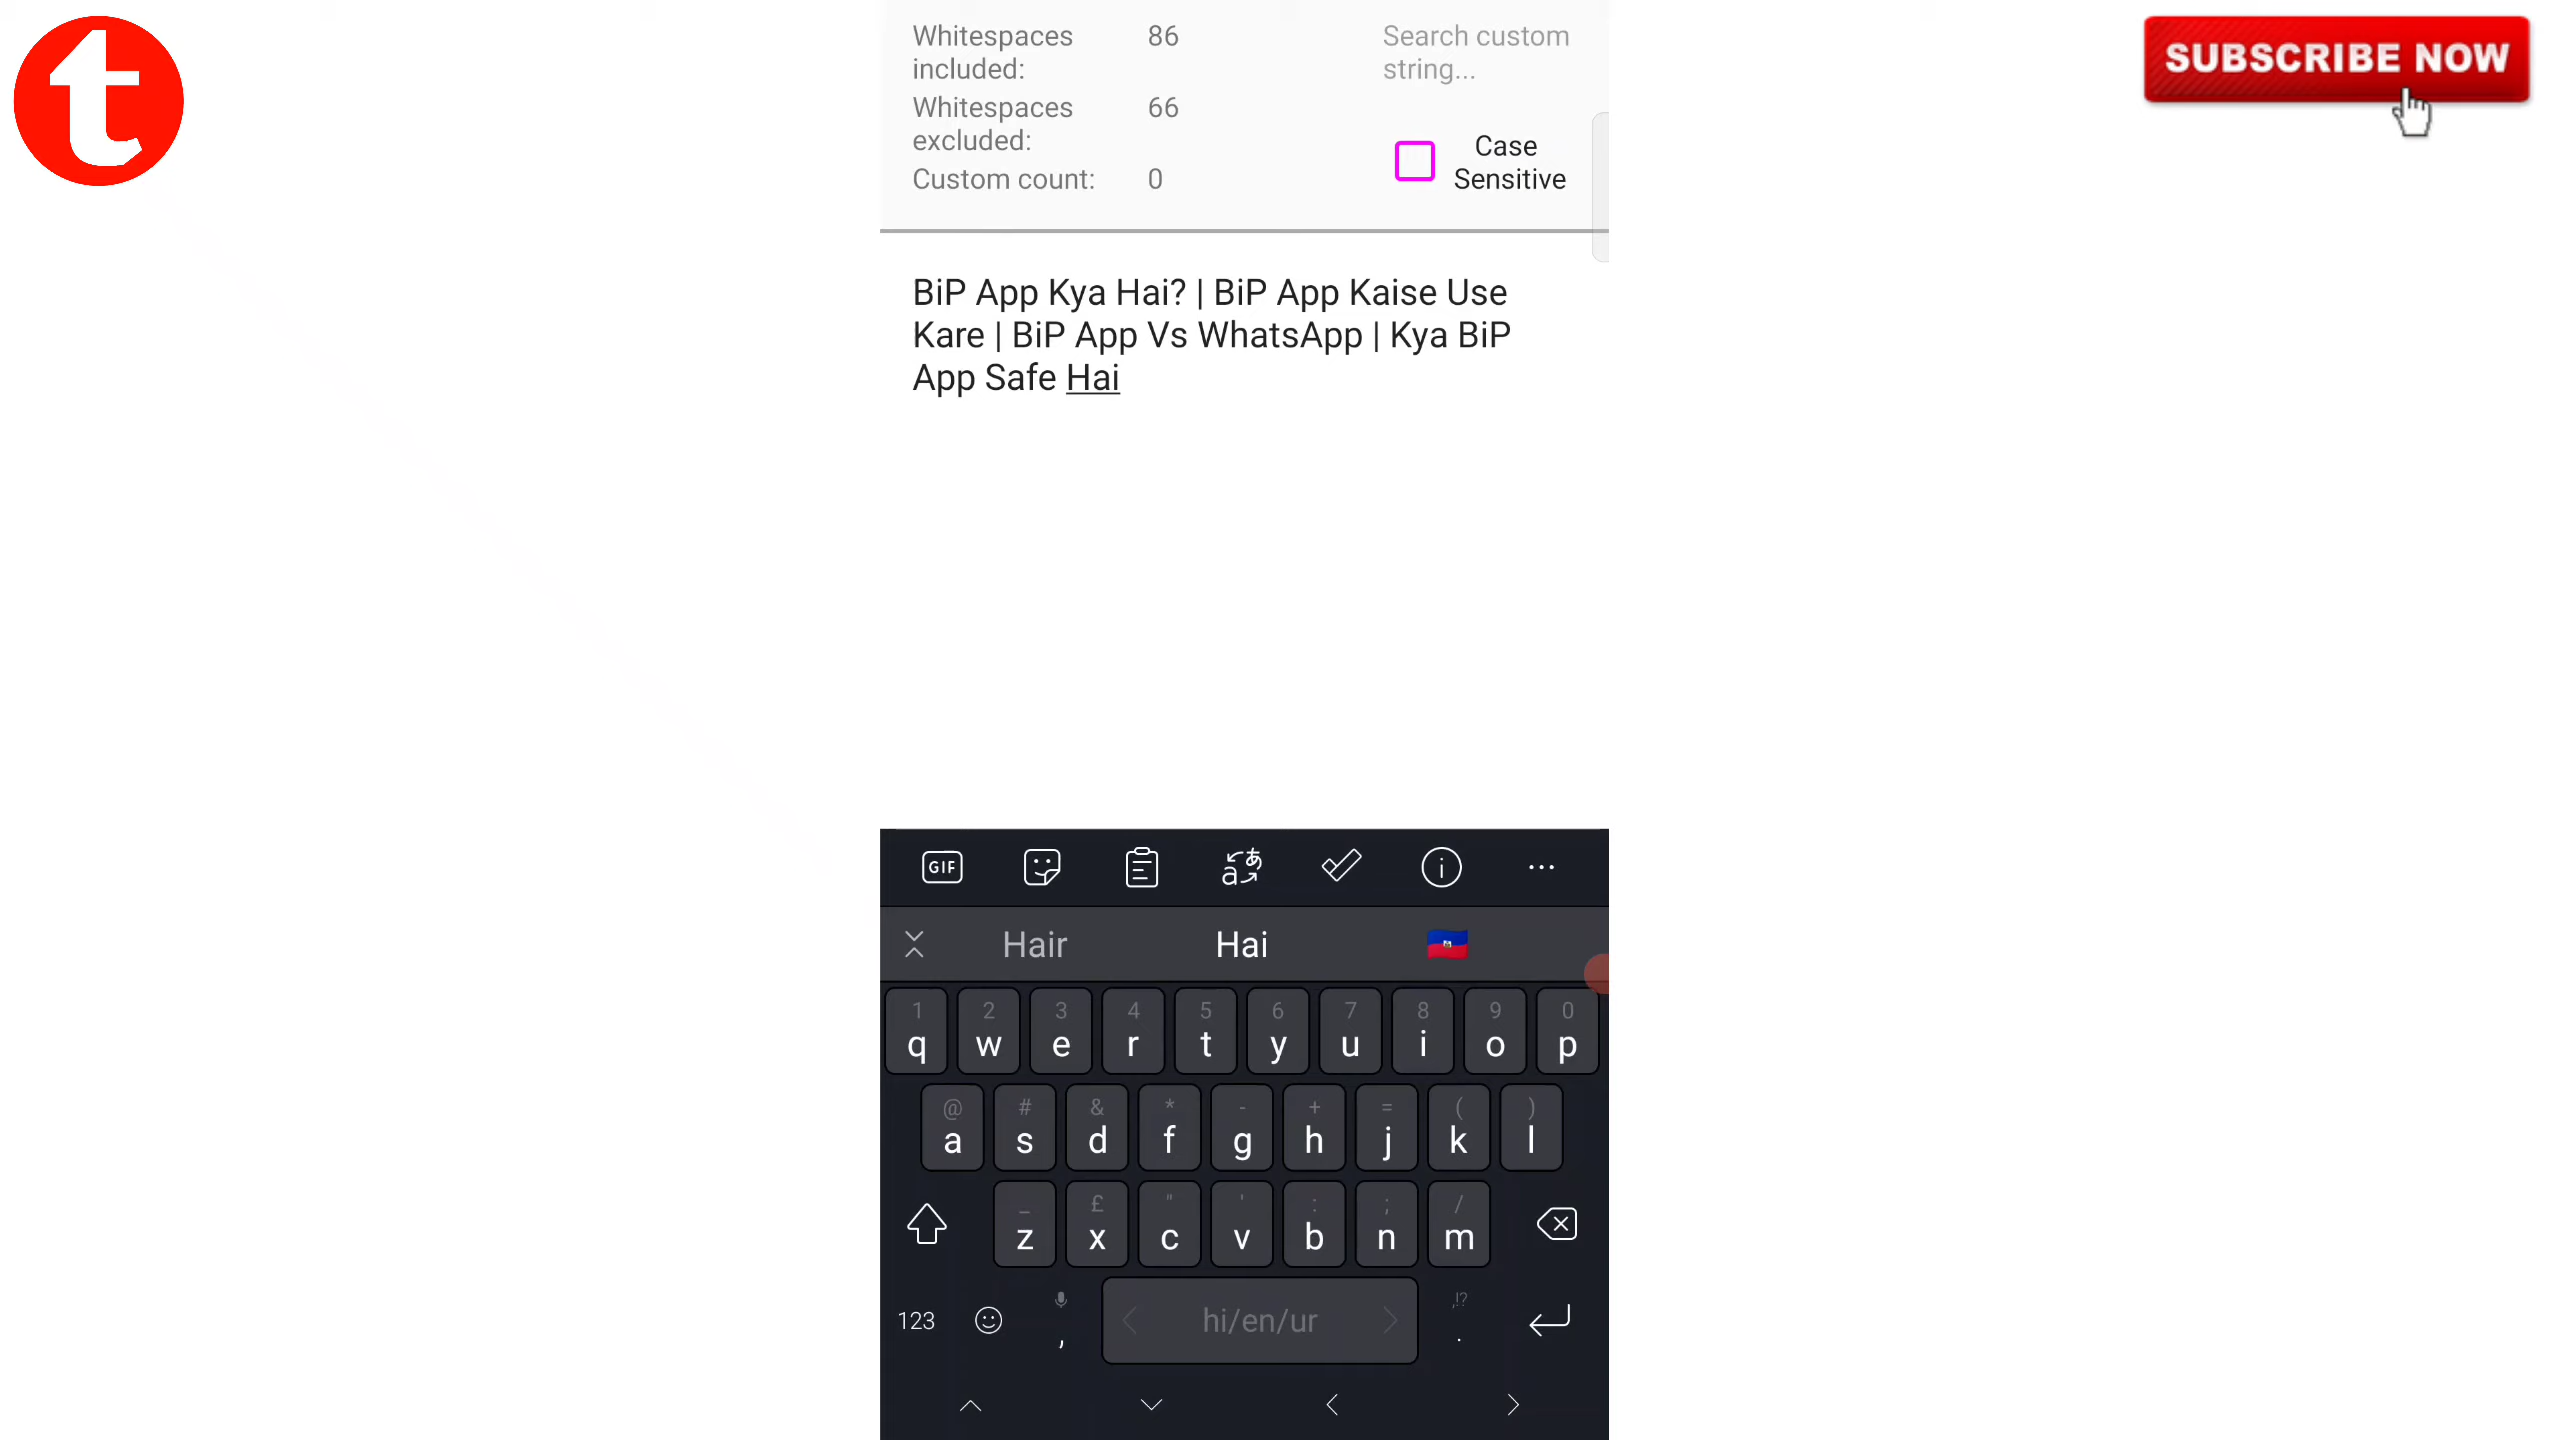 t
SUBSCRIBE NOW
Whitespaces included: 86
Search custom string...
Whitespaces excluded: 66
Case Sensitive
Custom count: 0
BiP App Kya Hai? | BiP App Kaise Use
Kare | BiP App Vs WhatsApp | Kya BiP
App Safe Hai
GIF
Hair Hai
1 2 3 4 5 6 7 8 9 0
q w e r t y u i o p
@ # & * - + = ( )
a s d f g h j k l
_ £ " ' : ; /
z x c v b n m
123 , hi/en/ur ,!? .